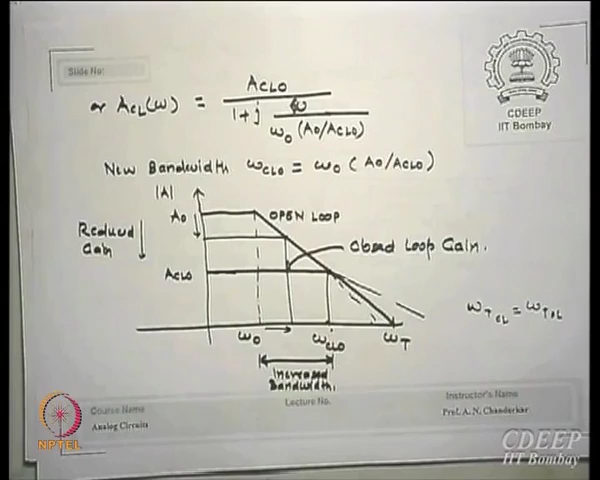 Slide No:
or ACL(ω) = ACLO / 1+j ω / ω0 (A0/ACLO)
CDEEP
IIT Bombay
New Bandwidth ωCLO = ω0 (A0/ACLO)
|A|
A0
OPEN LOOP
Reduced
Gain
Closed Loop Gain.
ACLO
ωTCL = ωTOL
ω0
ωCLO
ωT
Increased
Bandwidth.
Lecture No.
Course Name
Analog Circuits
Instructor's Name
Prof. A. N. Chandorkar
NPTEL
CDEEP
IIT Bombay